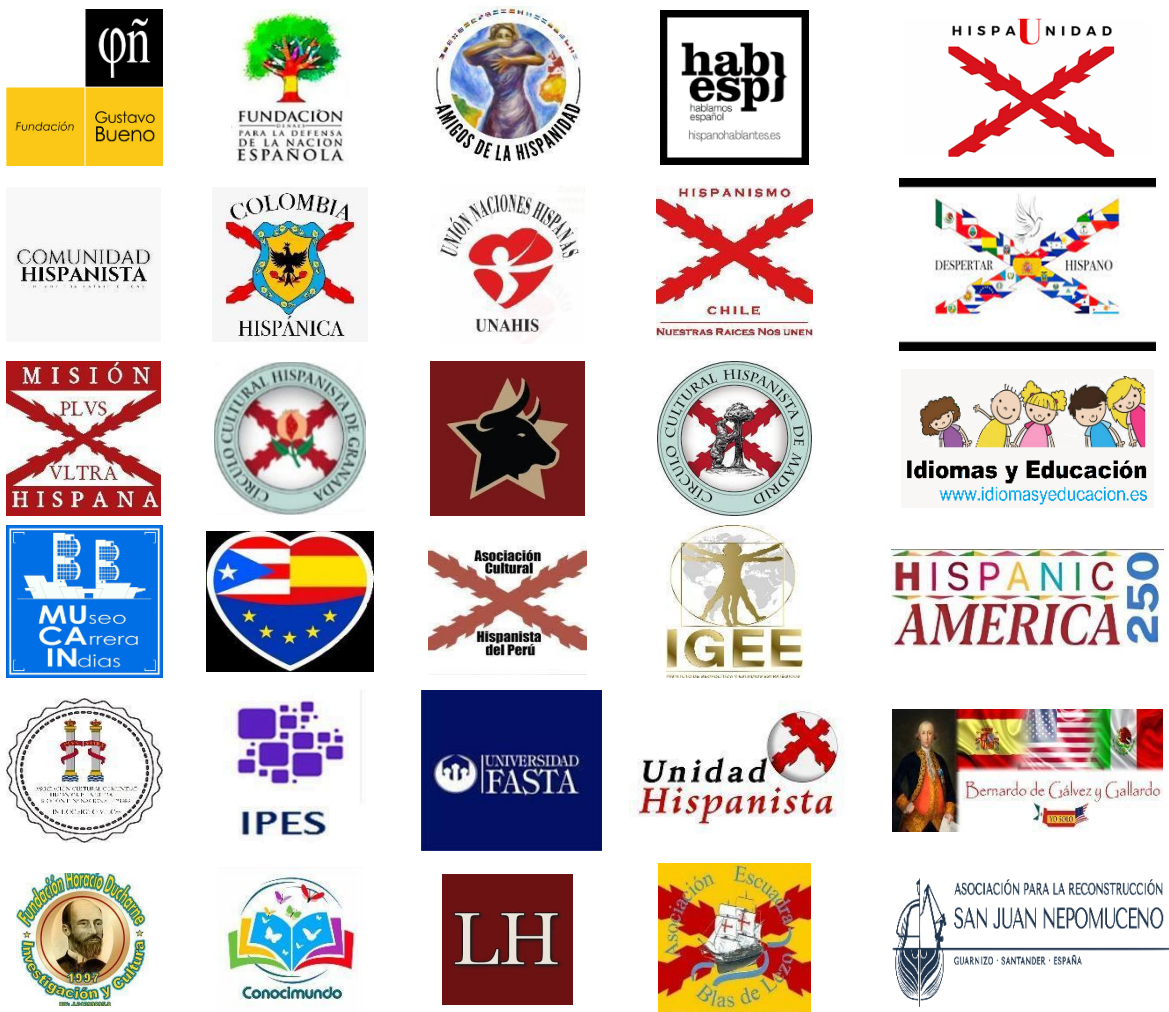 φñ
Fundación
Gustavo
Bueno
FUNDACIÓN
DENAES
PARA LA DEFENSA
DE LA NACIÓN
ESPAÑOLA
AMIGOS DE LA HISPANIDAD
hab
esp}
hablamos
español
hispanohablantes.es
HISPAUNIDAD
COMUNIDAD
HISPANISTA
COLOMBIA
HISPÁNICA
UNIÓN NACIONES HISPANAS
UNAHIS
HISPANISMO
CHILE
NUESTRAS RAICES NOS UNEN
DESPERTAR
HISPANO
MISIÓN
PLVS
VLTRA
HISPANA
CIRCULO CULTURAL HISPANISTA DE GRANADA
CIRCULO CULTURAL HISPANISTA DE MADRID
Idiomas y Educación
www.idiomasyeducacion.es
MUseo
CArrera
INdias
Asociación
Cultural
Hispanista
del Perú
IGEE
HISPANIC
AMERICA
250
IPES
UNIVERSIDAD
FASTA
Unidad
Hispanista
Bernardo de Gálvez y Gallardo
YO SOLO
Fundación Horacio Ducharne
1997
Investigación y Cultura
Conocimundo
LH
Asociación Escuadra
Blas de Lezo
ASOCIACIÓN PARA LA RECONSTRUCCIÓN
SAN JUAN NEPOMUCENO
GUARNIZO · SANTANDER · ESPAÑA